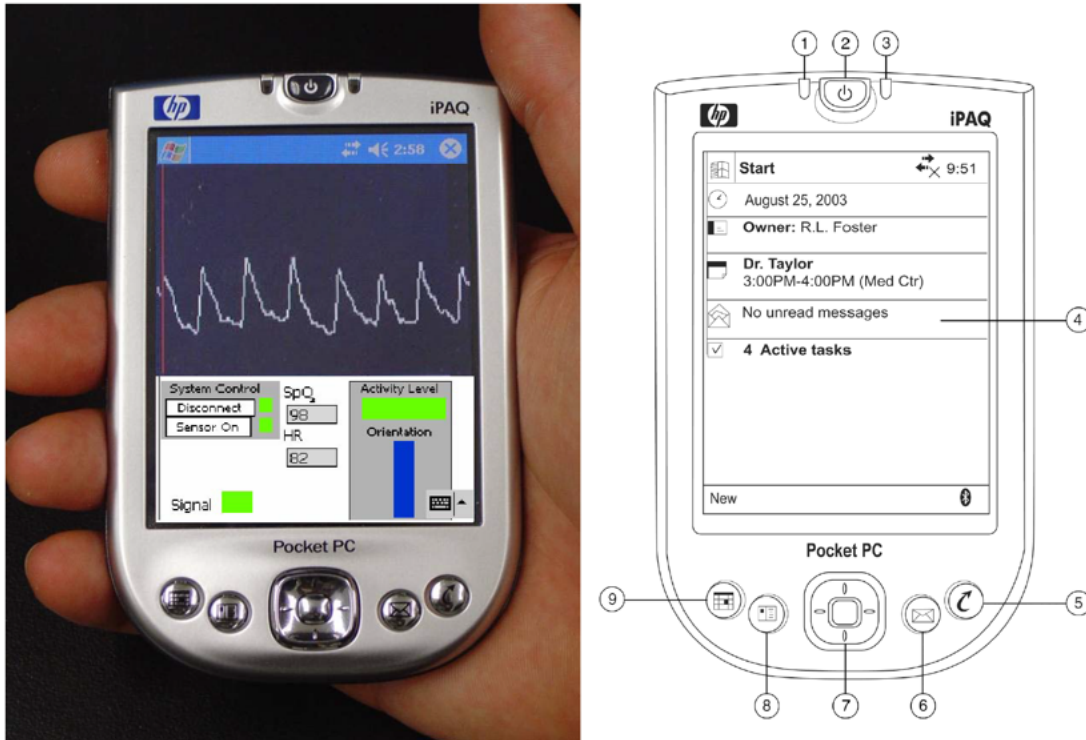 hp
iPAQ
2:58
System Control
Disconnect
Sensor On
SpO2
98
HR
82
Activity Level
Orientation
Signal
Pocket PC
1
2
3
hp
iPAQ
Start
9:51
August 25, 2003
Owner: R.L. Foster
Dr. Taylor
3:00PM-4:00PM (Med Ctr)
No unread messages
4
4 Active tasks
New
Pocket PC
9
5
8
7
6